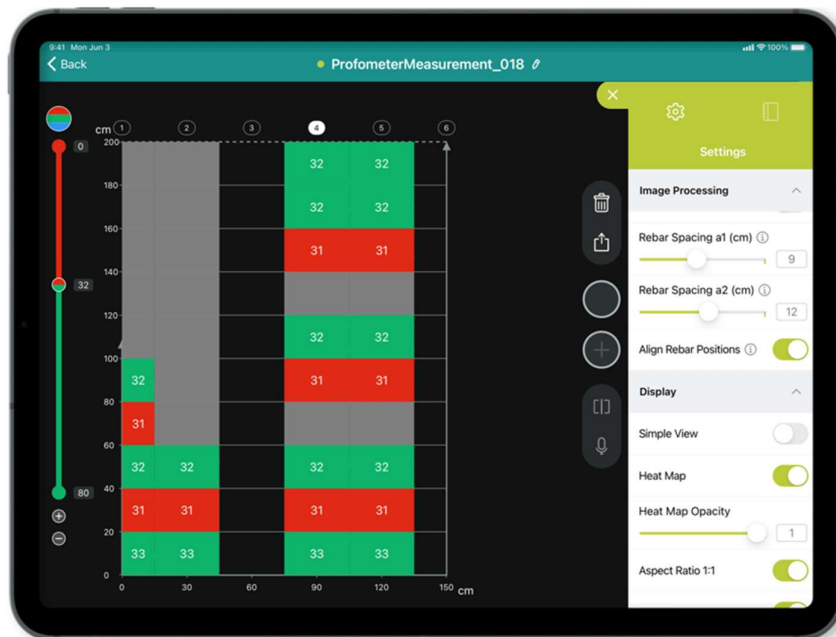 9:41 Mon Jun 3
100%
Back
ProfometerMeasurement_018
Settings
Image Processing
Rebar Spacing a1 (cm)
9
Rebar Spacing a2 (cm)
12
Align Rebar Positions
Display
Simple View
Heat Map
Heat Map Opacity
1
Aspect Ratio 1:1
0
32
80
cm 1 2 3 4 5 6
200
32 32
180
32 32
160
31 31
140
120
32 32
100
32 31 31
80
31
60
32 32 32 32
40
31 31 31 31
20
33 33 33 33
0
0 30 60 90 120 150 cm